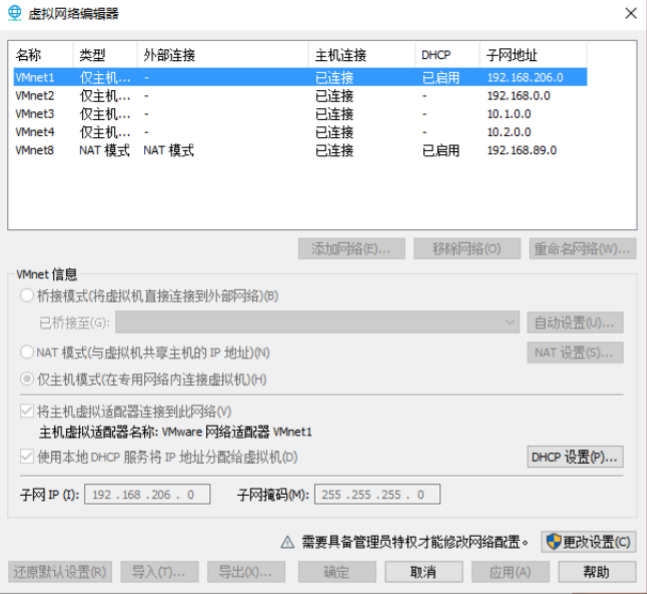 虚拟网络编辑器
名称 类型 外部连接 主机连接 DHCP 子网地址
VMnet1 仅主机... - 已连接 已启用 192.168.206.0
VMnet2 仅主机... - 已连接 - 192.168.0.0
VMnet3 仅主机... - 已连接 - 10.1.0.0
VMnet4 仅主机... - 已连接 - 10.2.0.0
VMnet8 NAT 模式 NAT 模式 已连接 已启用 192.168.89.0
添加网络(E)... 移除网络(O) 重命名网络(W)...
VMnet 信息
桥接模式(将虚拟机直接连接到外部网络)(B)
已桥接至(G): 自动设置(U)...
NAT 模式(与虚拟机共享主机的 IP 地址)(N) NAT 设置(S)...
仅主机模式(在专用网络内连接虚拟机)(H)
将主机虚拟适配器连接到此网络(V)
主机虚拟适配器名称: VMware 网络适配器 VMnet1
使用本地 DHCP 服务将 IP 地址分配给虚拟机(D) DHCP 设置(P)...
子网 IP (I): 192 . 168 . 206 . 0 子网掩码(M): 255 . 255 . 255 . 0
需要具备管理员特权才能修改网络配置。 更改设置(C)
还原默认设置(R) 导入(T)... 导出(X)... 确定 取消 应用(A) 帮助